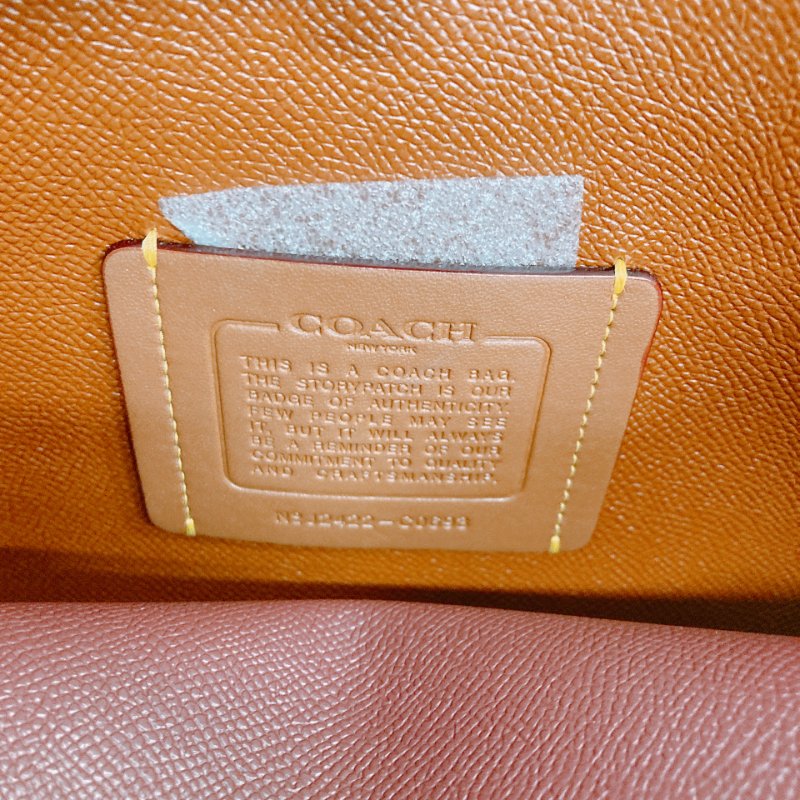 COACH
NEW YORK
THIS IS A COACH BAG.
THE STORYPATCH IS OUR
BADGE OF AUTHENTICITY.
FEW PEOPLE MAY SEE
IT, BUT IT WILL ALWAYS
BE A REMINDER OF OUR
COMMITMENT TO QUALITY
AND CRAFTSMANSHIP.
Nº.